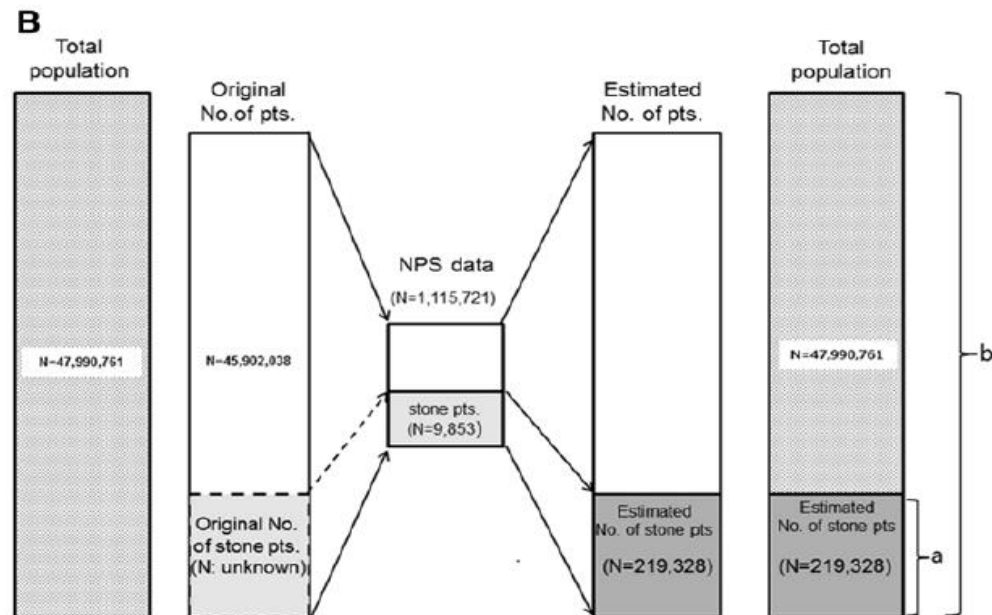 B
Total
population
Original
No.of pts.
Estimated
No. of pts.
Total
population
NPS data
(N=1,115,721)
N=47,990,761
N=45,902,038
N=47,990,761
b
stone pts.
(N=9,853)
Original No.
of stone pts.
(N: unknown)
Estimated
No. of stone pts
(N=219,328)
Estimated
No. of stone pts
(N=219,328)
a